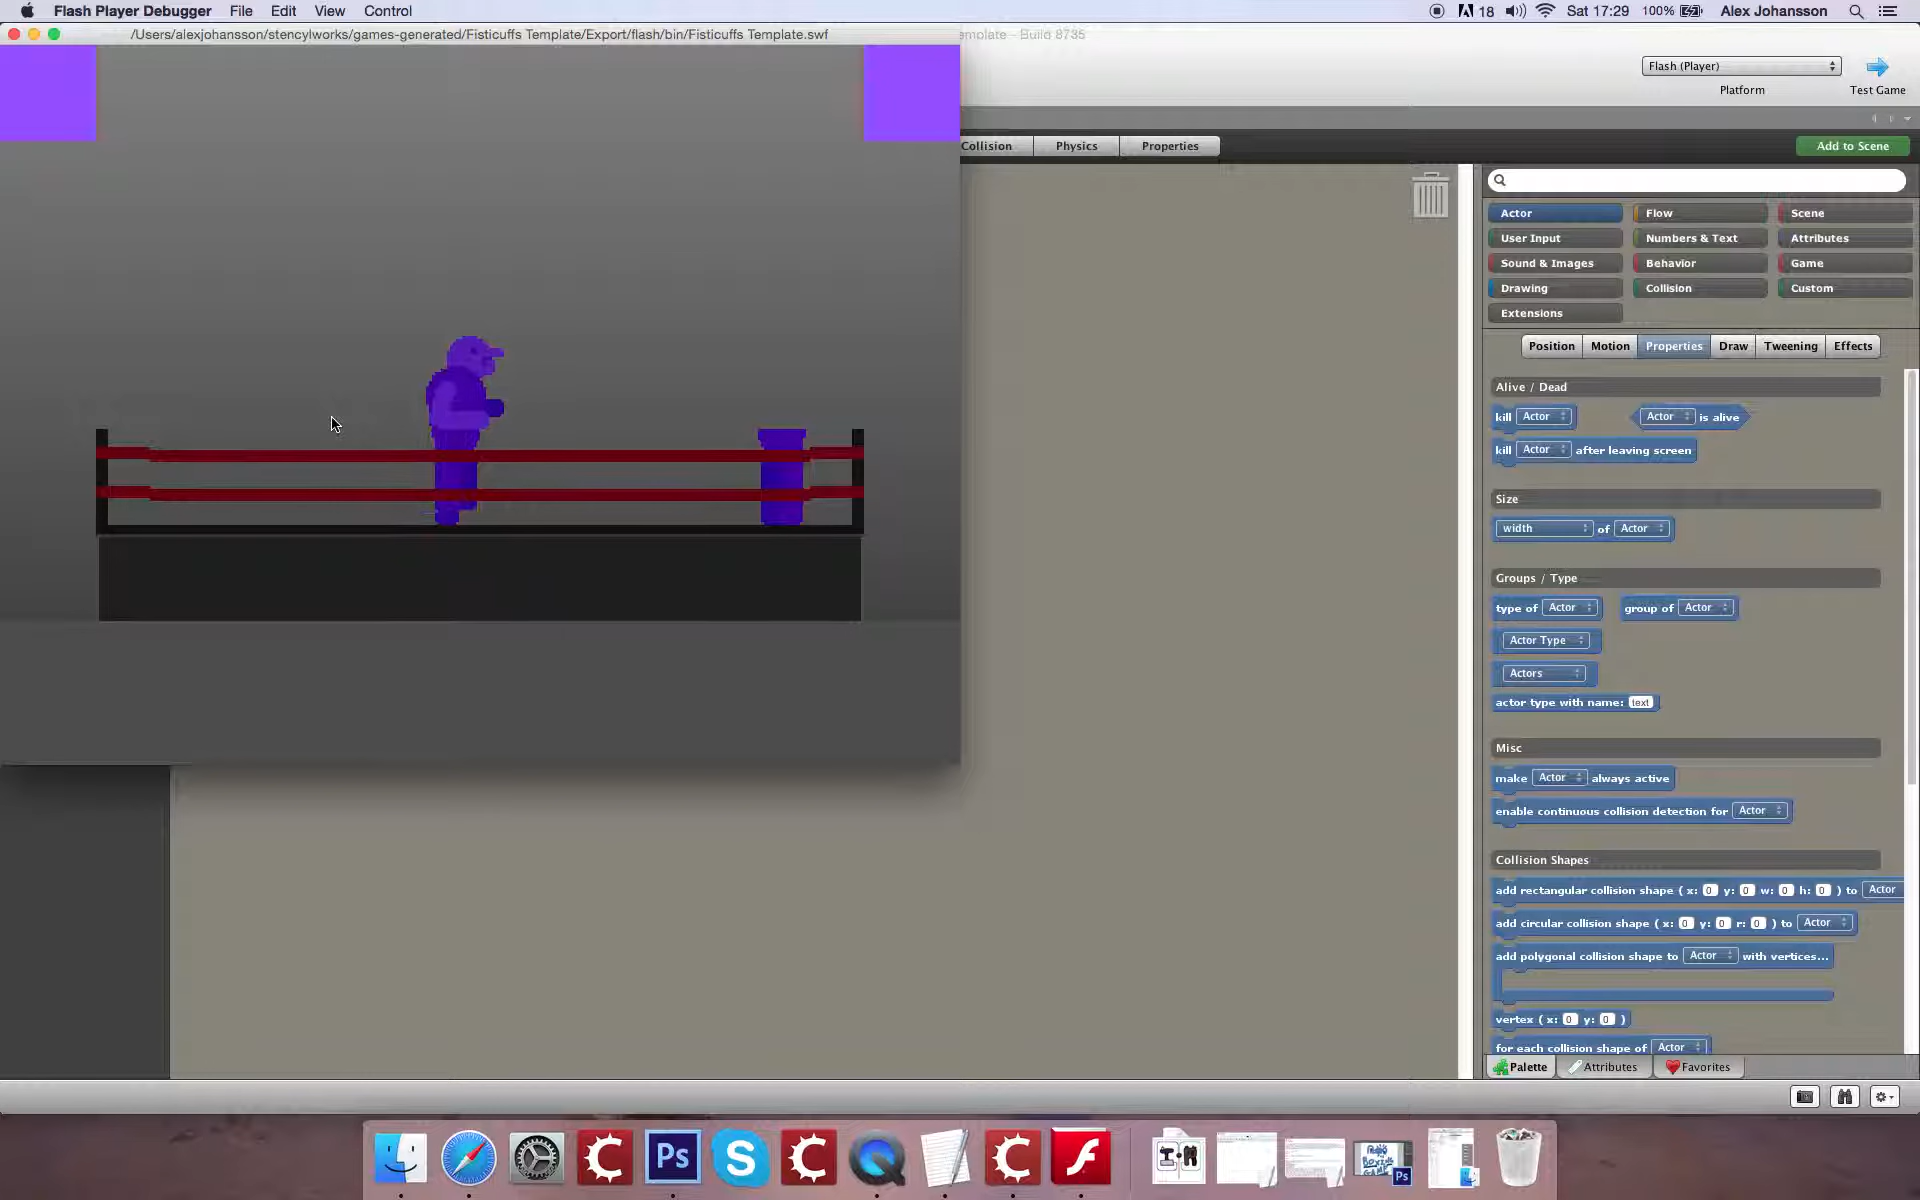 Flash Player Debugger File Edit View Control 18 Sat 17:29 100% Alex Johansson
/Users/alexjohansson/stencylworks/games-generated/Fisticuffs Template/Export/flash/bin/Fisticuffs Template.swf
emplate - Build 8735
Flash (Player)
Platform Test Game
Collision Physics Properties Add to Scene
Actor Flow Scene
User Input Numbers & Text Attributes
Sound & Images Behavior Game
Drawing Collision Custom
Extensions
Position Motion Properties Draw Tweening Effects
Alive / Dead
kill Actor Actor is alive
kill Actor after leaving screen
Size
width of Actor
Groups / Type
type of Actor group of Actor
Actor Type
Actors
actor type with name: text
Misc
make Actor always active
enable continuous collision detection for Actor
Collision Shapes
add rectangular collision shape ( x: 0 y: 0 w: 0 h: 0 ) to Actor
add circular collision shape ( x: 0 y: 0 r: 0 ) to Actor
add polygonal collision shape to Actor with vertices...
vertex ( x: 0 y: 0 )
for each collision shape of Actor
Palette Attributes Favorites
Ps
Ps